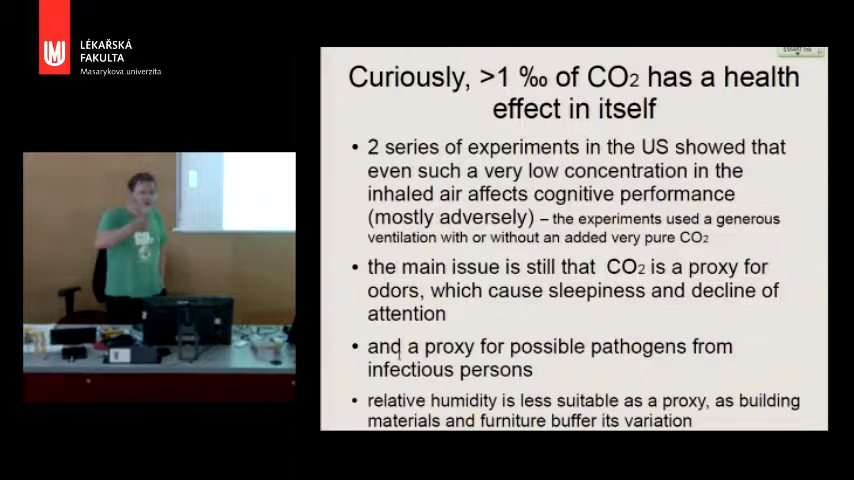 LÉKAŘSKÁ
FAKULTA
Masarykova univerzita
Curiously, >1 ‰ of CO2 has a health
effect in itself
• 2 series of experiments in the US showed that
even such a very low concentration in the
inhaled air affects cognitive performance
(mostly adversely) – the experiments used a generous
ventilation with or without an added very pure CO2
• the main issue is still that CO2 is a proxy for
odors, which cause sleepiness and decline of
attention
• and a proxy for possible pathogens from
infectious persons
• relative humidity is less suitable as a proxy, as building
materials and furniture buffer its variation